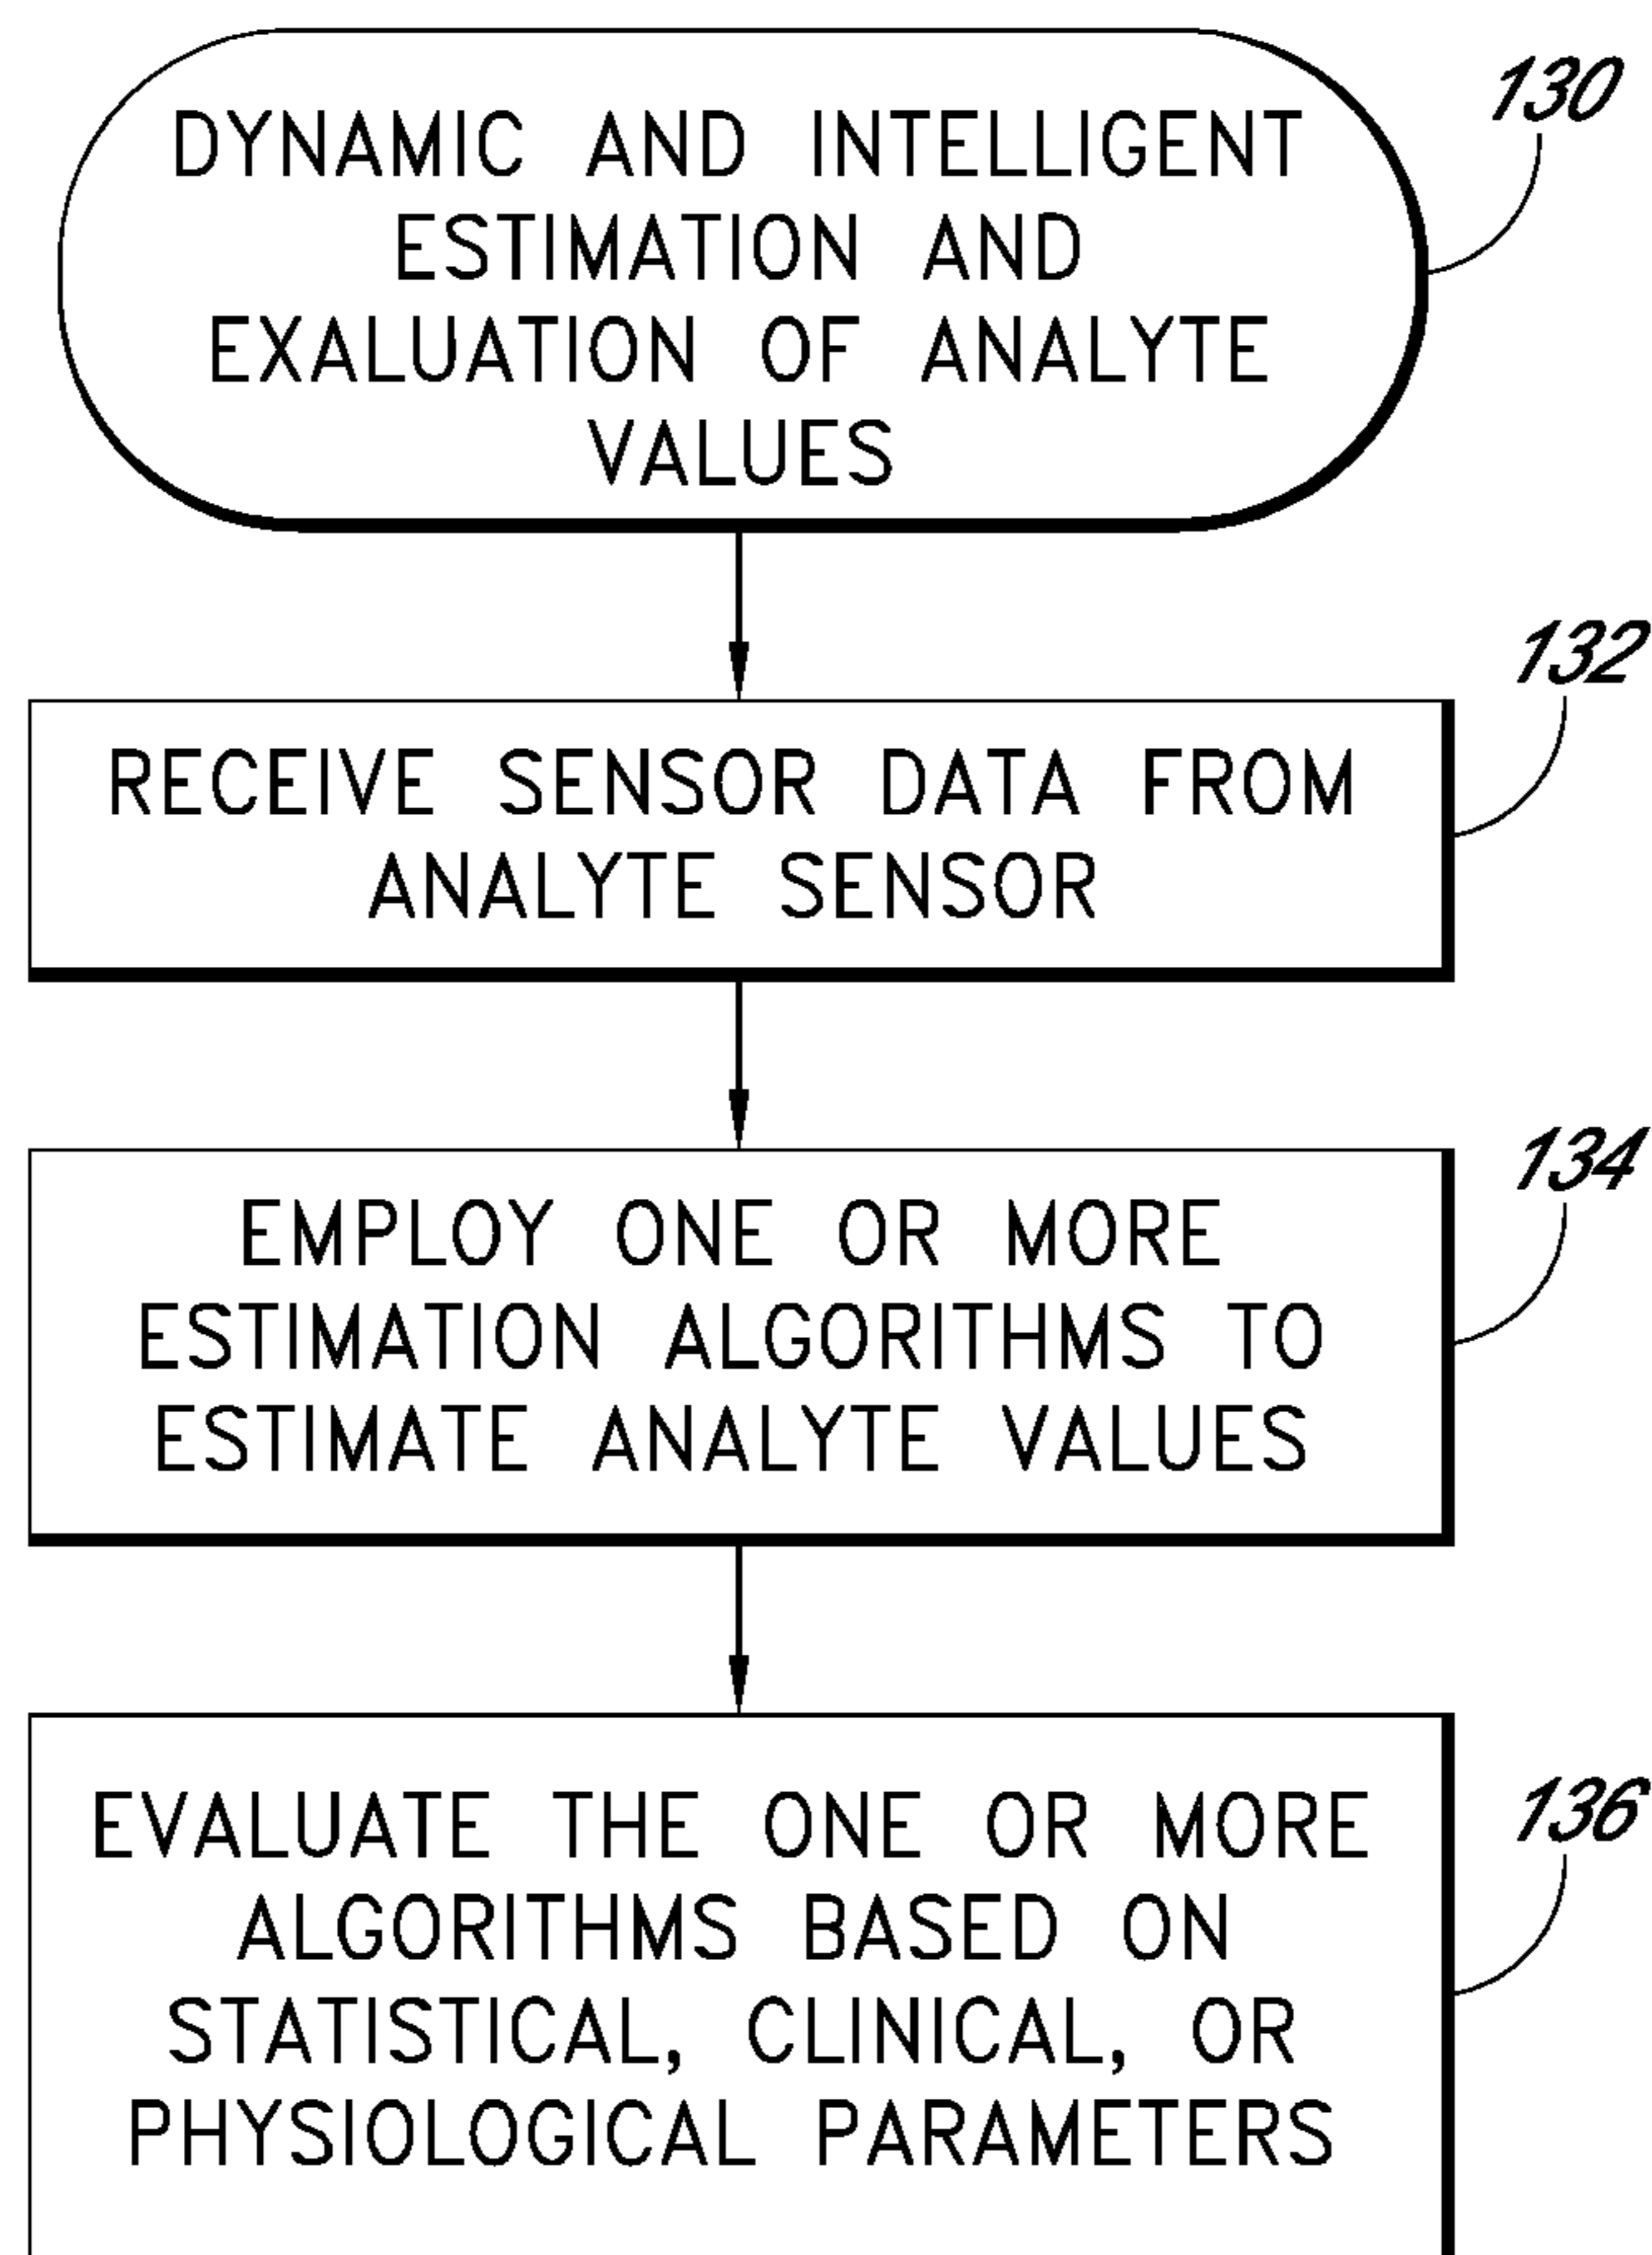 DYNAMIC AND INTELLIGENT
ESTIMATION AND
EXALUATION OF ANALYTE
VALUES
130
RECEIVE SENSOR DATA FROM
ANALYTE SENSOR
132
EMPLOY ONE OR MORE
ESTIMATION ALGORITHMS TO
ESTIMATE ANALYTE VALUES
134
EVALUATE THE ONE OR MORE
ALGORITHMS BASED ON
STATISTICAL, CLINICAL, OR
PHYSIOLOGICAL PARAMETERS
136